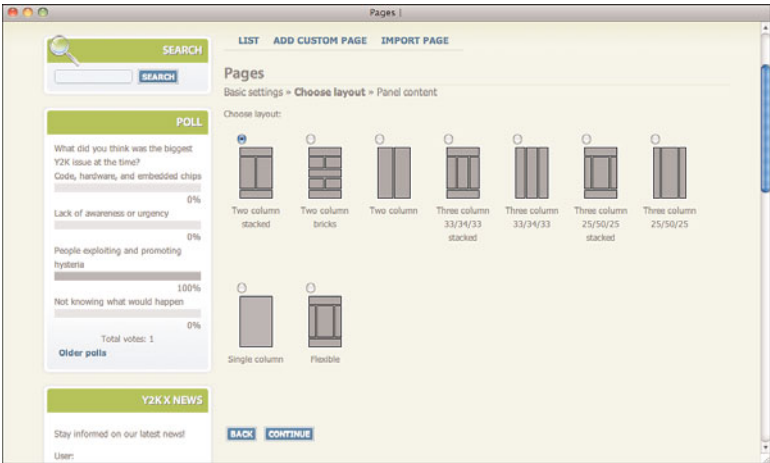 Pages |
SEARCH
SEARCH
POLL
What did you think was the biggest
Y2K issue at the time?
Code, hardware, and embedded chips
0%
Lack of awareness or urgency
0%
People exploiting and promoting
hysteria
100%
Not knowing what would happen
0%
Total votes: 1
Older polls
Y2KX NEWS
Stay informed on our latest news!
User:
LIST ADD CUSTOM PAGE IMPORT PAGE
Pages
Basic settings » Choose layout » Panel content
Choose layout:
Two column
stacked
Two column
bricks
Two column
Three column
33/34/33
stacked
Three column
33/34/33
Three column
25/50/25
stacked
Three column
25/50/25
Single column
Flexible
BACK CONTINUE